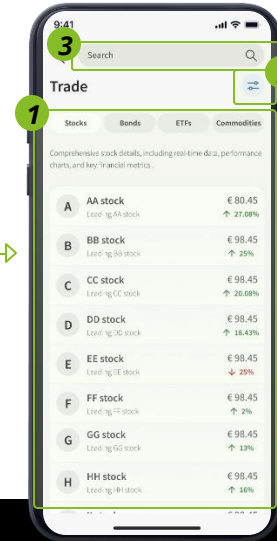 9:41
3
Search
Trade
1
Stocks Bonds ETFs Commodities
Comprehensive stock details, including real-time data, performance
charts, and key financial metrics.
A AA stock € 80.45
Leading AA stock ↑ 27.08%
B BB stock € 98.45
Leading BB stock ↑ 25%
C CC stock € 98.45
Leading CC stock ↑ 20.08%
D DD stock € 98.45
Leading DD stock ↑ 18.43%
E EE stock € 98.45
Leading EE stock ↓ 25%
F FF stock € 98.45
Leading FF stock ↑ 2%
G GG stock € 98.45
Leading GG stock ↑ 13%
H HH stock € 98.45
Leading HH stock ↑ 16%